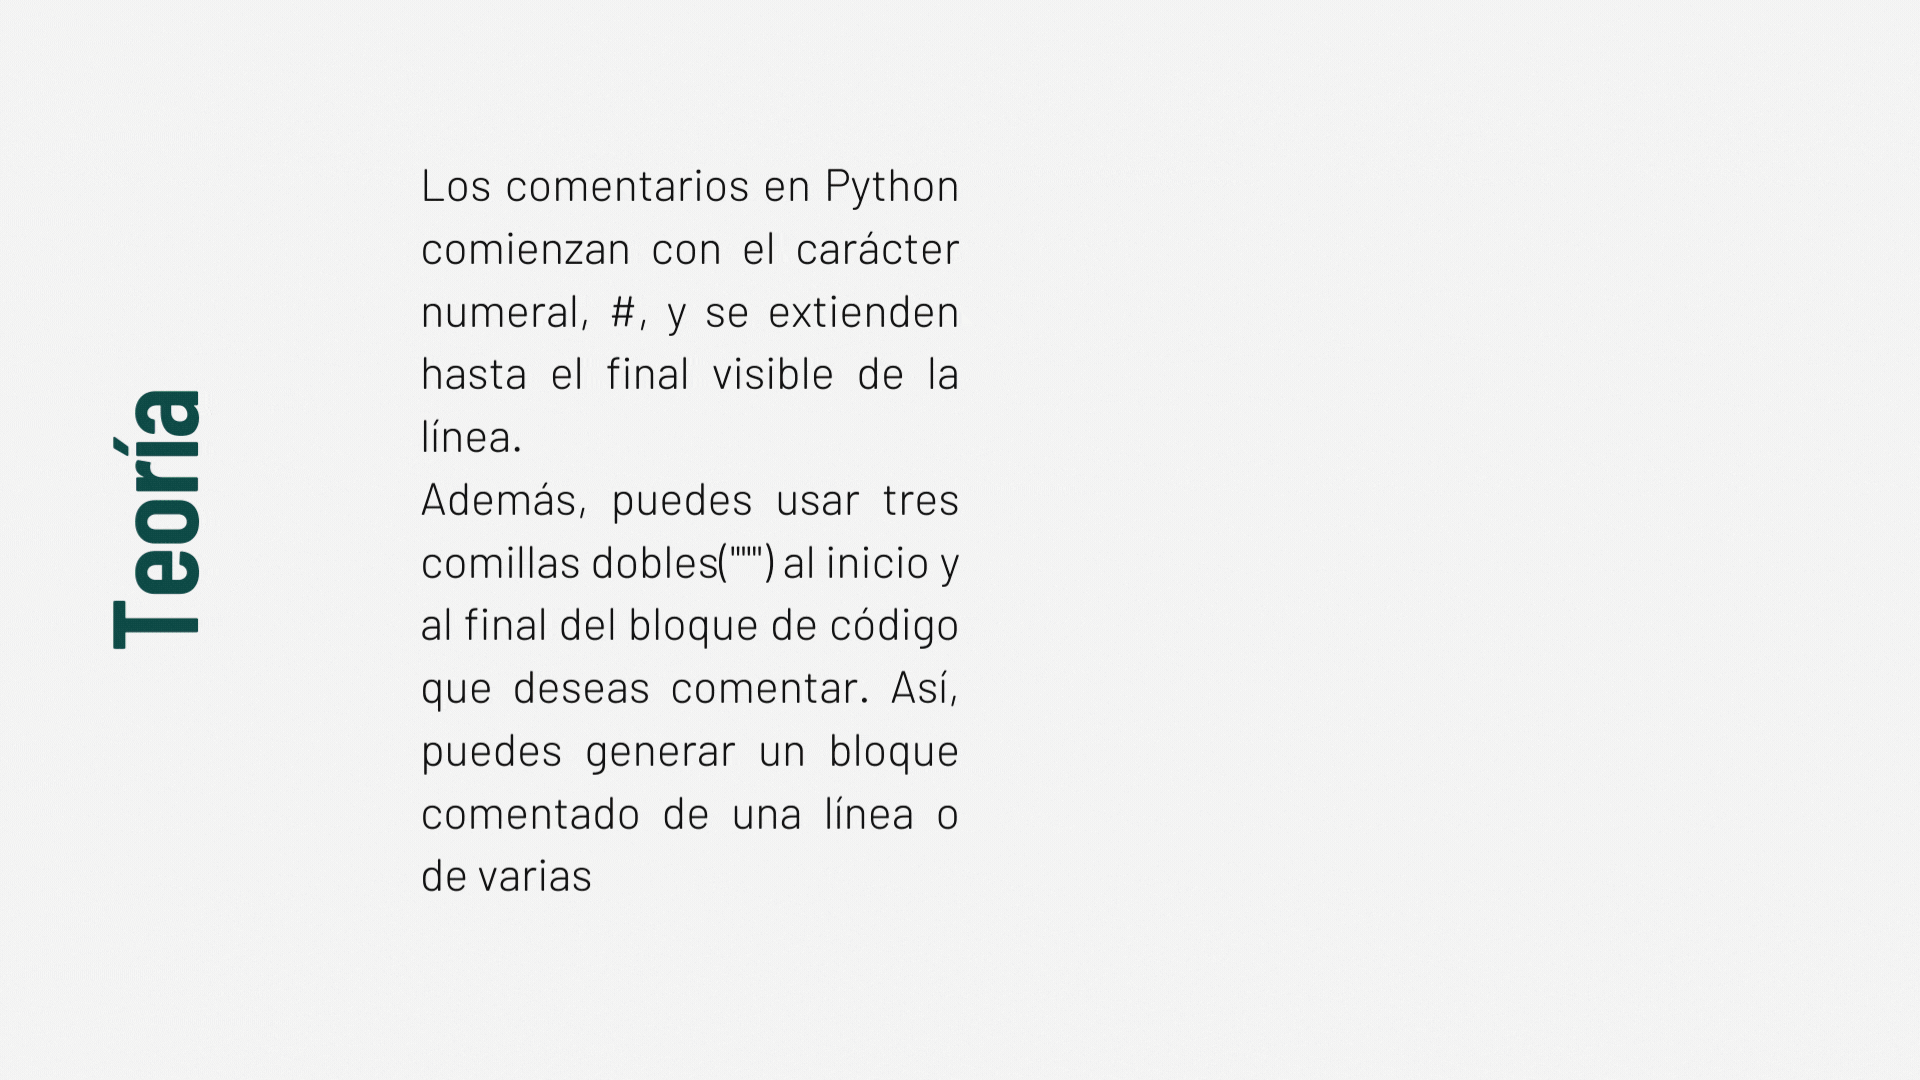 Teoría
Los comentarios en Python
comienzan con el carácter
numeral, #, y se extienden
hasta el final visible de la
línea.
Además, puedes usar tres
comillas dobles(""") al inicio y
al final del bloque de código
que deseas comentar. Así,
puedes generar un bloque
comentado de una línea o
de varias